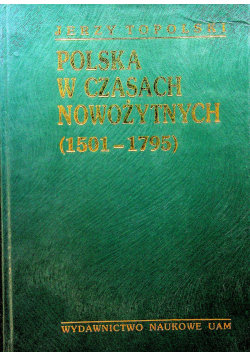 JERZY TOPOLSKI
POLSKA
W CZASACH
NOWOŻYTNYCH
(1501-1795)
WYDAWNICTWO NAUKOWE UAM